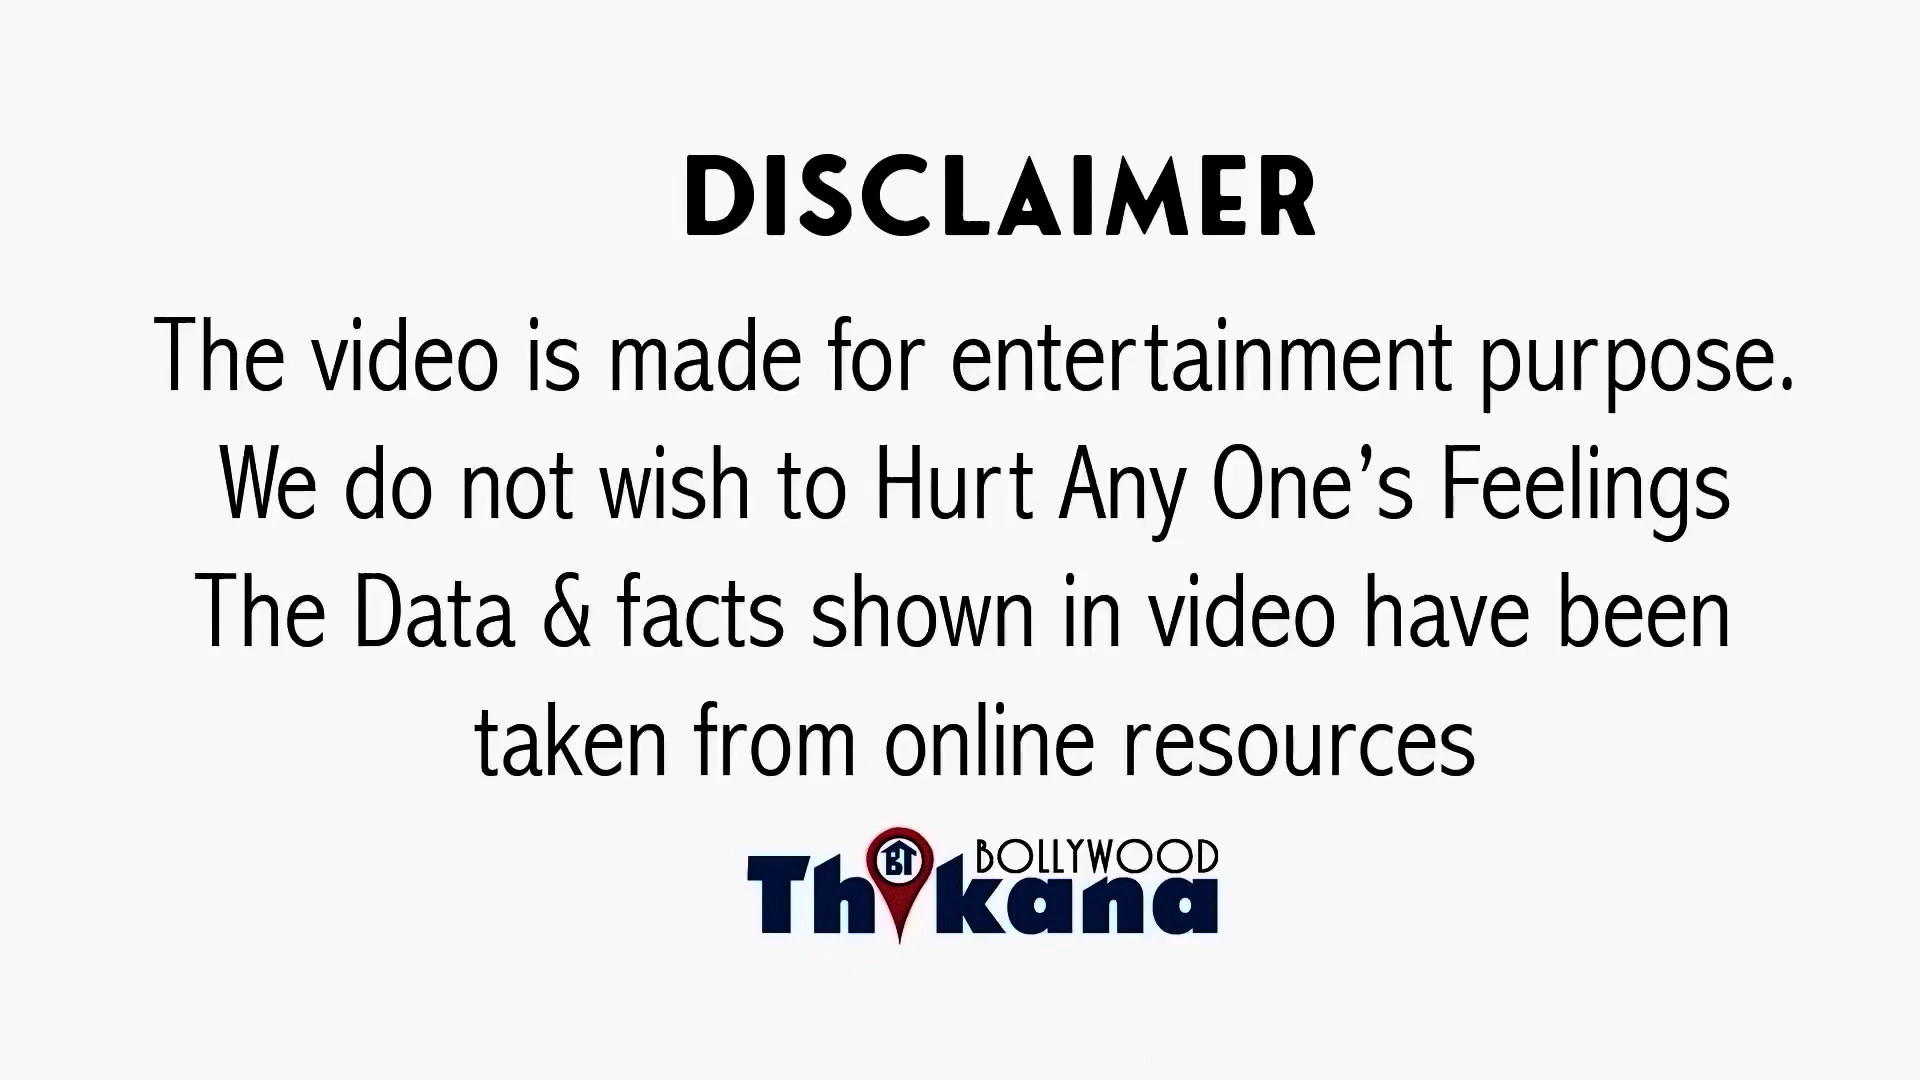 DISCLAIMER
The video is made for entertainment purpose.
We do not wish to Hurt Any One’s Feelings
The Data & facts shown in video have been
taken from online resources
BT BOLLYWOOD
Thikana